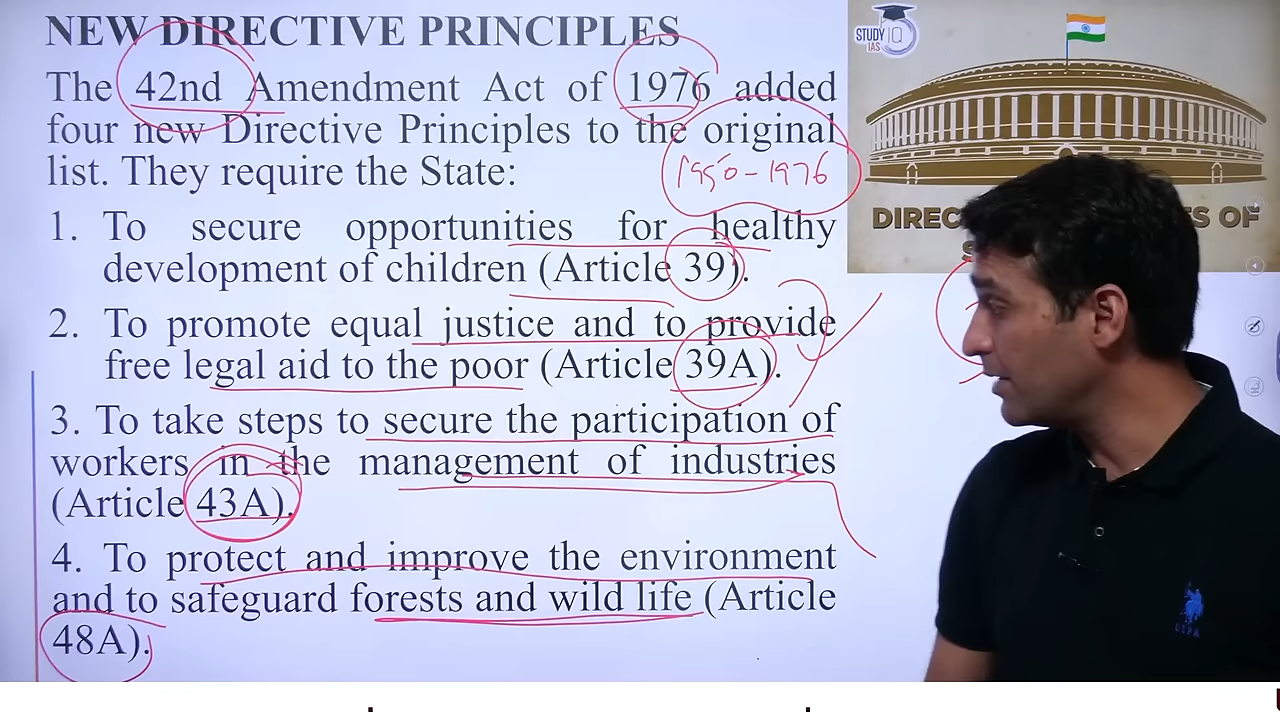 NEW DIRECTIVE PRINCIPLES
The 42nd Amendment Act of 1976 added
four new Directive Principles to the original
list. They require the State:
1950-1976
1. To secure opportunities for healthy
development of children (Article 39).
2. To promote equal justice and to provide
free legal aid to the poor (Article 39A).
3. To take steps to secure the participation of
workers in the management of industries
(Article 43A).
4. To protect and improve the environment
and to safeguard forests and wild life (Article
48A).
STUDY IQ
IAS
OF
USPA